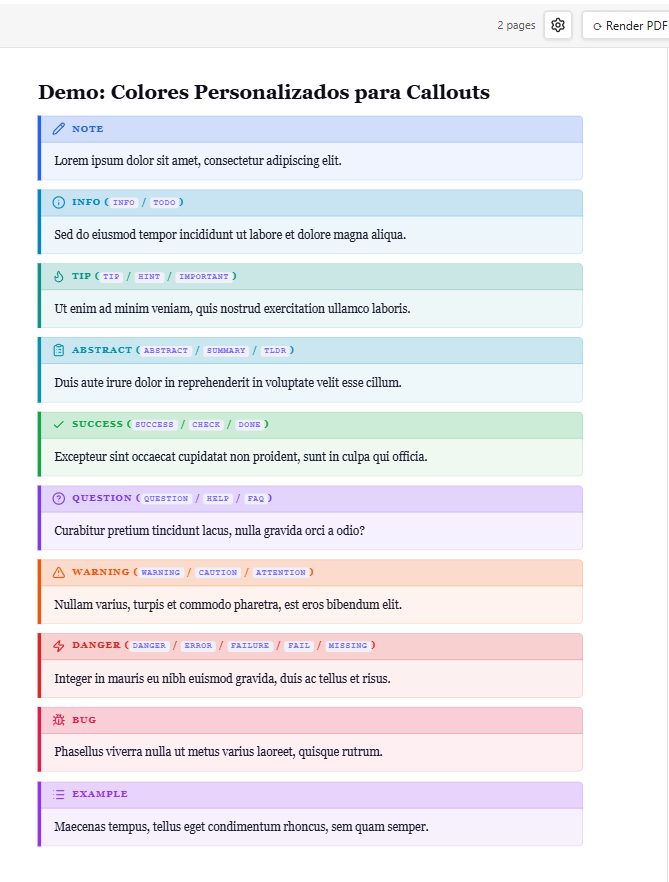 2 pages
Render PDF
Demo: Colores Personalizados para Callouts
NOTE
Lorem ipsum dolor sit amet, consectetur adipiscing elit.
INFO ( INFO / TODO )
Sed do eiusmod tempor incididunt ut labore et dolore magna aliqua.
TIP ( TIP / HINT / IMPORTANT )
Ut enim ad minim veniam, quis nostrud exercitation ullamco laboris.
ABSTRACT ( ABSTRACT / SUMMARY / TLDR )
Duis aute irure dolor in reprehenderit in voluptate velit esse cillum.
SUCCESS ( SUCCESS / CHECK / DONE )
Excepteur sint occaecat cupidatat non proident, sunt in culpa qui officia.
QUESTION ( QUESTION / HELP / FAQ )
Curabitur pretium tincidunt lacus, nulla gravida orci a odio?
WARNING ( WARNING / CAUTION / ATTENTION )
Nullam varius, turpis et commodo pharetra, est eros bibendum elit.
DANGER ( DANGER / ERROR / FAILURE / FAIL / MISSING )
Integer in mauris eu nibh euismod gravida, duis ac tellus et risus.
BUG
Phasellus viverra nulla ut metus varius laoreet, quisque rutrum.
EXAMPLE
Maecenas tempus, tellus eget condimentum rhoncus, sem quam semper.